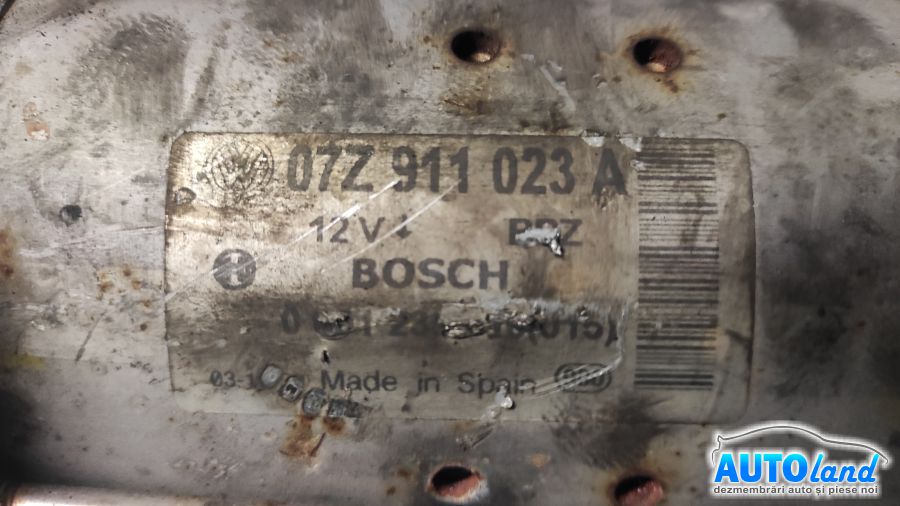 07Z 911 023 A
12V
BOSCH
Made in Spain
AUTOland
dezmembrări auto și piese noi